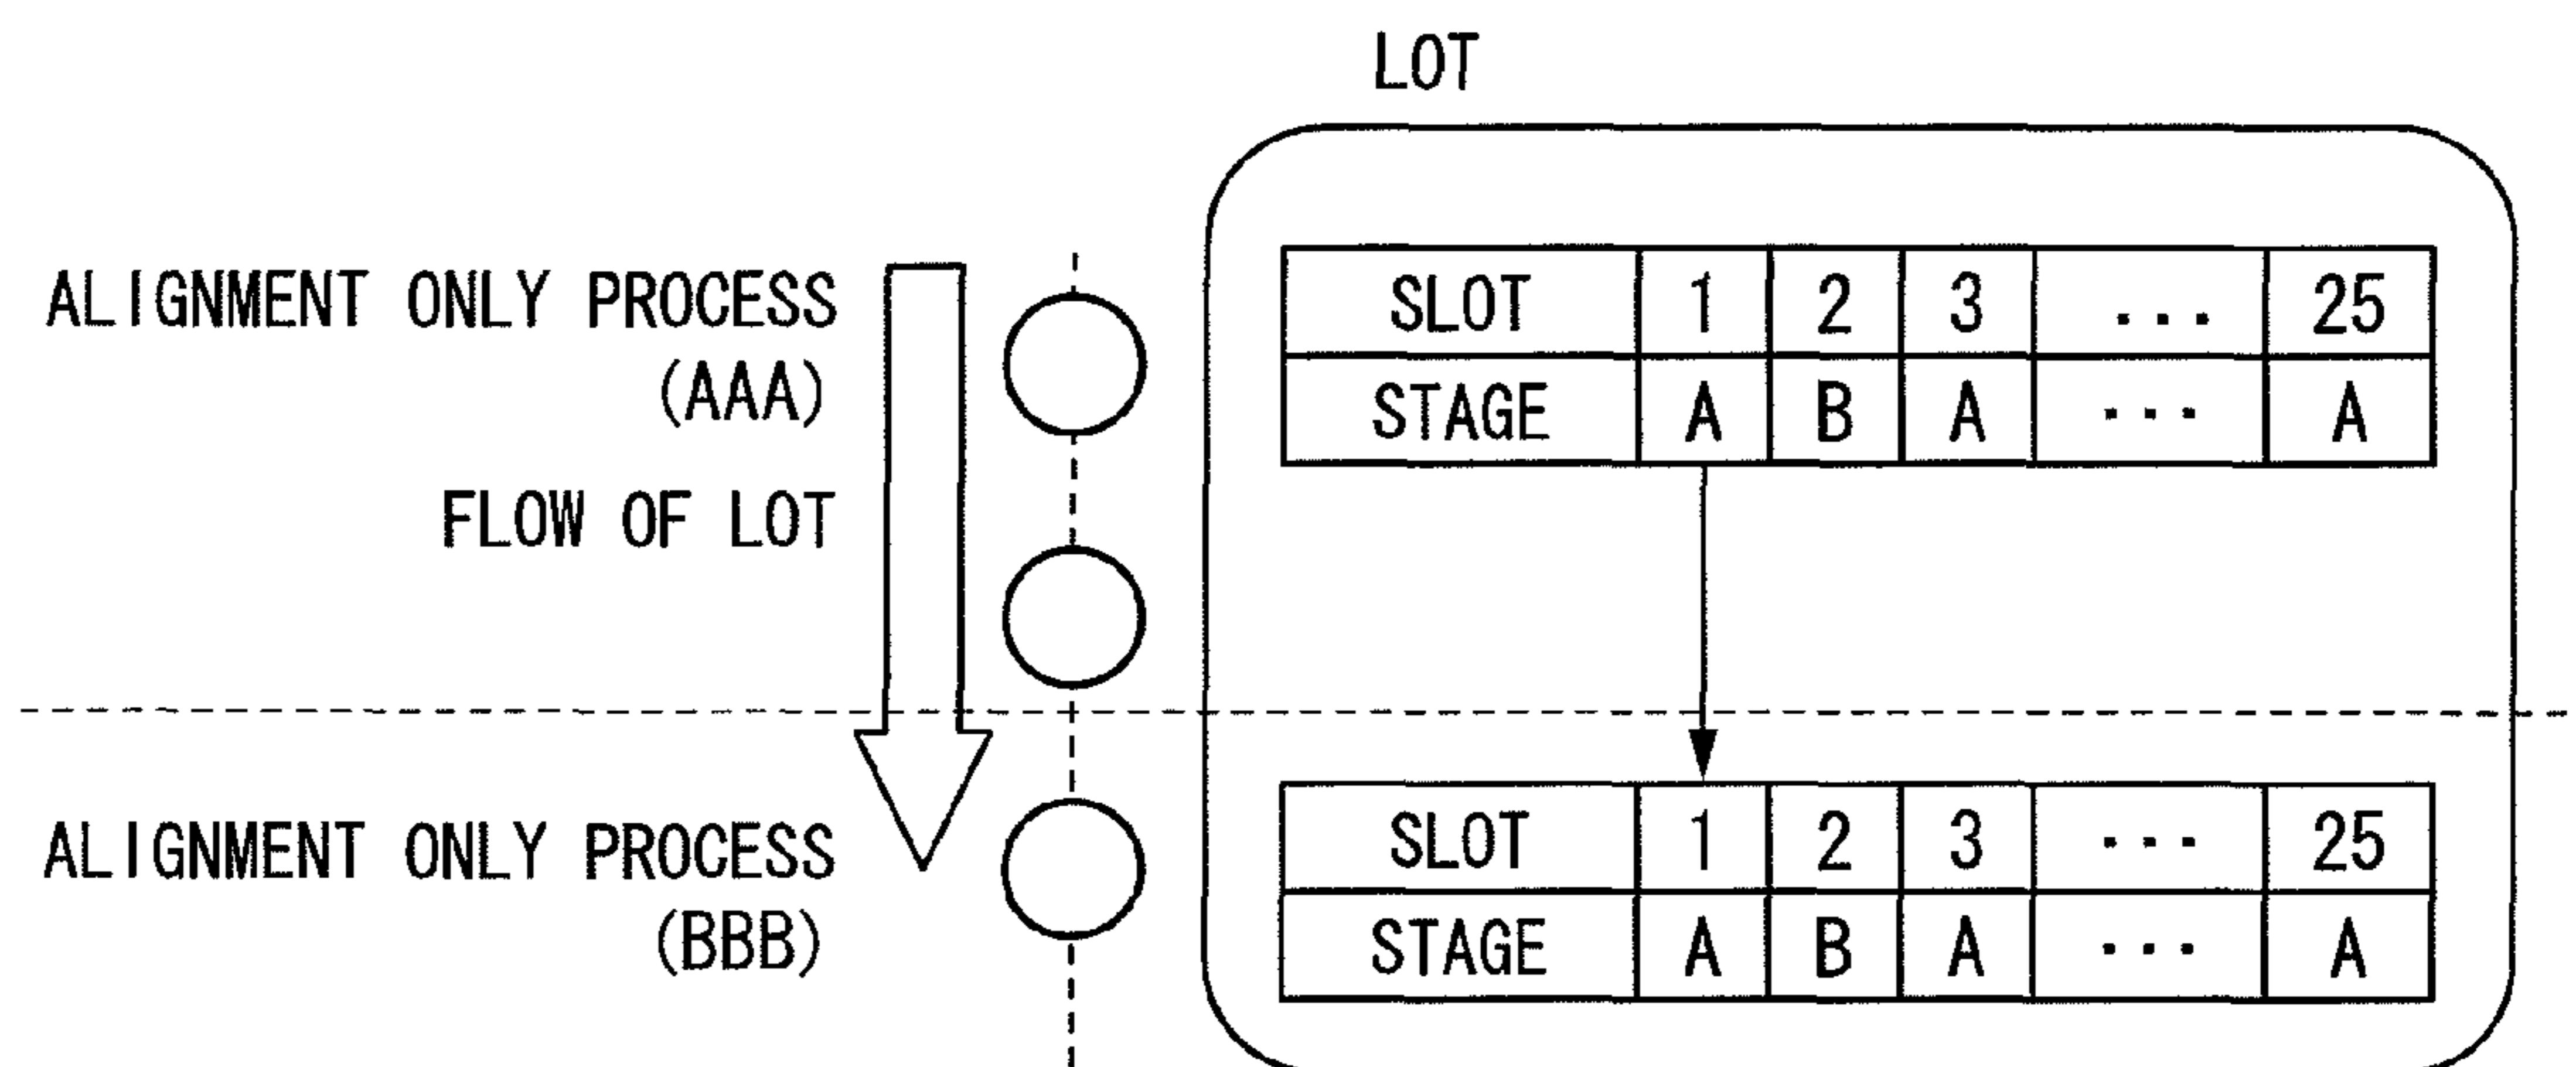 LOT
ALIGNMENT ONLY PROCESS
(AAA)
FLOW OF LOT
SLOT 1 2 3 ... 25
STAGE A B A ... A
ALIGNMENT ONLY PROCESS
(BBB)
SLOT 1 2 3 ... 25
STAGE A B A ... A